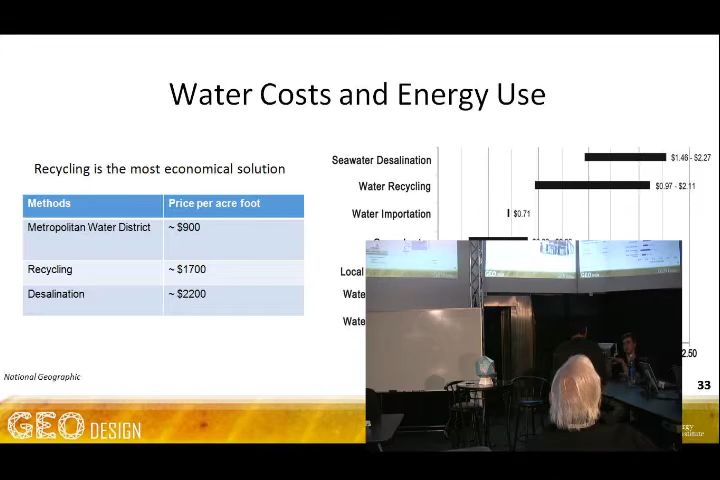 Water Costs and Energy Use
Recycling is the most economical solution
Methods Price per acre foot
Metropolitan Water District ~ $900
Recycling ~ $1700
Desalination ~ $2200
Seawater Desalination $1.46 - $2.27
Water Recycling $0.97 - $2.11
Water Importation $0.71
Local
Water
Water
2.50
National Geographic
33
GEO DESIGN